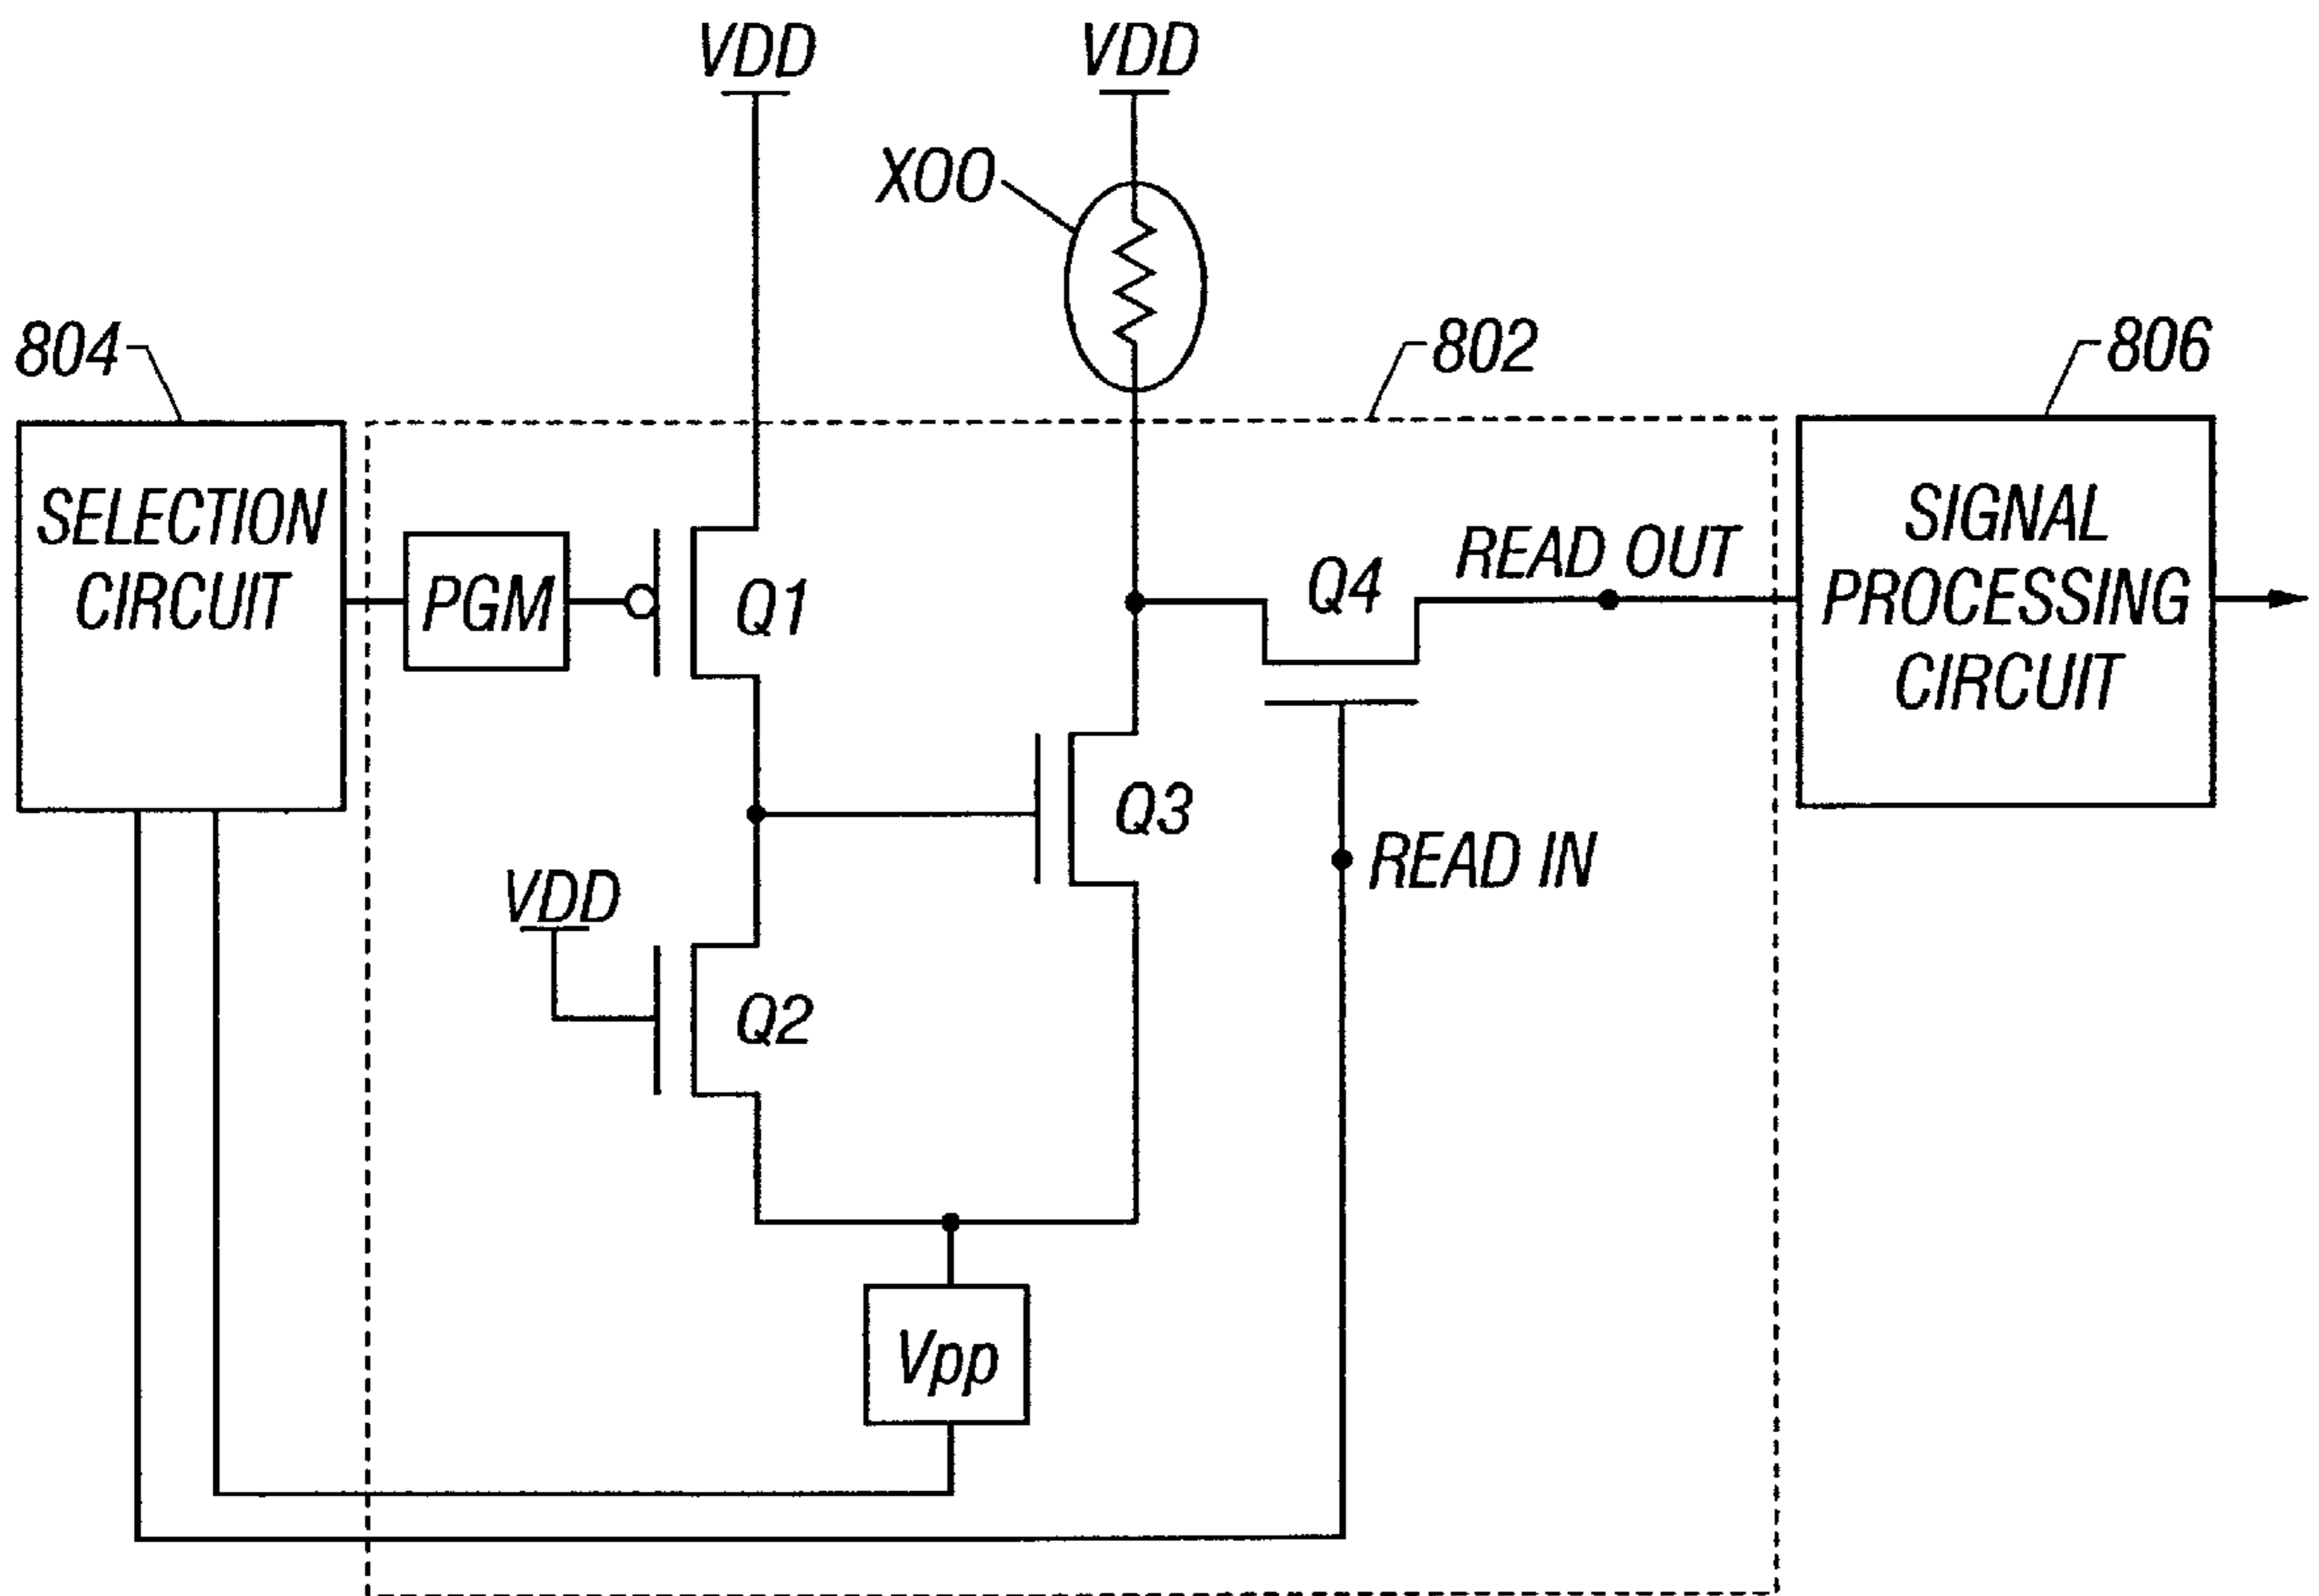 VDD
VDD
X00
804
802
806
SELECTION
CIRCUIT
PGM
Q1
Q4
READ OUT
SIGNAL
PROCESSING
CIRCUIT
Q3
READ IN
VDD
Q2
Vpp